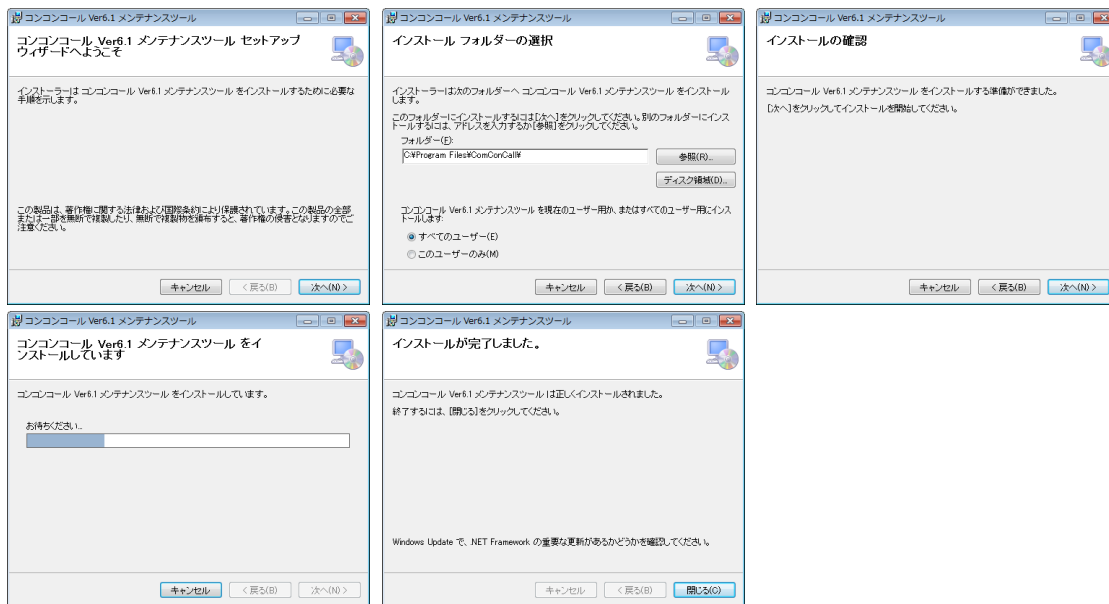 コンコンコール Ver6.1 メンテナンスツール
コンコンコール Ver6.1 メンテナンスツール セットアップ
ウィザードへようこそ
インストーラーは コンコンコール Ver6.1 メンテナンスツール をインストールするために必要な
手順を示します。
この製品は、著作権に関する法律および国際条約により保護されています。この製品の全部
または一部を無断で複製したり、無断で複製物を頒布すると、著作権の侵害となりますのでご
注意ください。
キャンセル
< 戻る(B)
次へ(N) >
コンコンコール Ver6.1 メンテナンスツール
インストール フォルダーの選択
インストーラーは次のフォルダーへ コンコンコール Ver6.1 メンテナンスツール をインストール
します。
このフォルダーにインストールするには[次へ]をクリックしてください。別のフォルダーにインス
トールするには、アドレスを入力するか[参照]をクリックしてください。
フォルダー(F):
C:¥Program Files¥ComConCall¥
参照(R)...
ディスク領域(D)...
コンコンコール Ver6.1 メンテナンスツール を現在のユーザー用か、またはすべてのユーザー用にインス
トールします:
すべてのユーザー(E)
このユーザーのみ(M)
キャンセル
< 戻る(B)
次へ(N) >
コンコンコール Ver6.1 メンテナンスツール
インストールの確認
コンコンコール Ver6.1 メンテナンスツール をインストールする準備ができました。
[次へ]をクリックしてインストールを開始してください。
キャンセル
< 戻る(B)
次へ(N) >
コンコンコール Ver6.1 メンテナンスツール
コンコンコール Ver6.1 メンテナンスツール をイ
ンストールしています
コンコンコール Ver6.1 メンテナンスツール をインストールしています。
お待ちください...
キャンセル
< 戻る(B)
次へ(N) >
コンコンコール Ver6.1 メンテナンスツール
インストールが完了しました。
コンコンコール Ver6.1 メンテナンスツール は正しくインストールされました。
終了するには、[閉じる]をクリックしてください。
Windows Update で、.NET Framework の重要な更新があるかどうかを確認してください。
キャンセル
< 戻る(B)
閉じる(C)